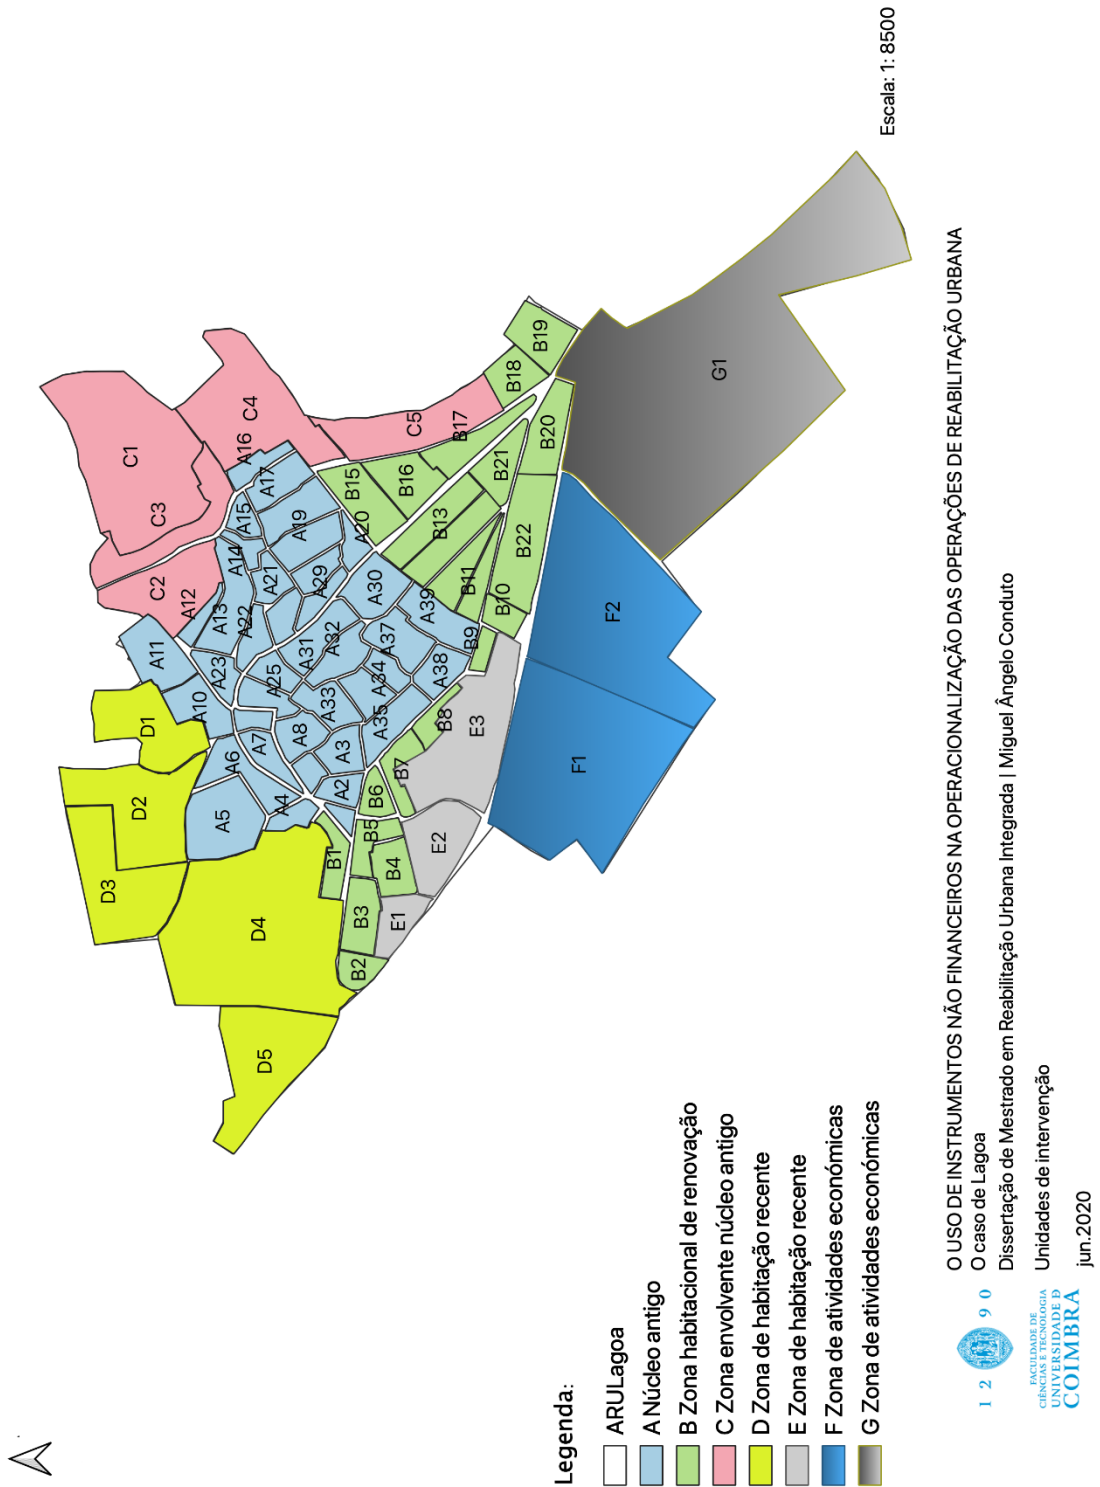 Legenda:
ARULagoa
A Núcleo antigo
B Zona habitacional de renovação
C Zona envolvente núcleo antigo
D Zona de habitação recente
E Zona de habitação recente
F Zona de atividades económicas
G Zona de atividades económicas
D5
D4
D3
D2
D1
B2
B3
B1
E1
B4
B5
E2
B6
B7
B8
E3
A5
A4
A6
A7
A2
A3
A8
A10
A11
A23
A25
A33
A35
A34
A38
A37
A31
A32
A13
A22
A12
A14
A21
A29
A30
A39
A15
A19
A20
A17
A16
C2
C3
C1
C4
C5
B9
B10
B11
B13
B22
B15
B16
B21
B17
B20
B18
B19
F1
F2
G1
Escala: 1: 8500
1 2 9 0
FACULDADE DE
CIÊNCIAS E TECNOLOGIA
UNIVERSIDADE D
COIMBRA
O USO DE INSTRUMENTOS NÃO FINANCEIROS NA OPERACIONALIZAÇÃO DAS OPERAÇÕES DE REABILITAÇÃO URBANA
O caso de Lagoa
Dissertação de Mestrado em Reabilitação Urbana Integrada | Miguel Ângelo Conduto
Unidades de intervenção
jun.2020